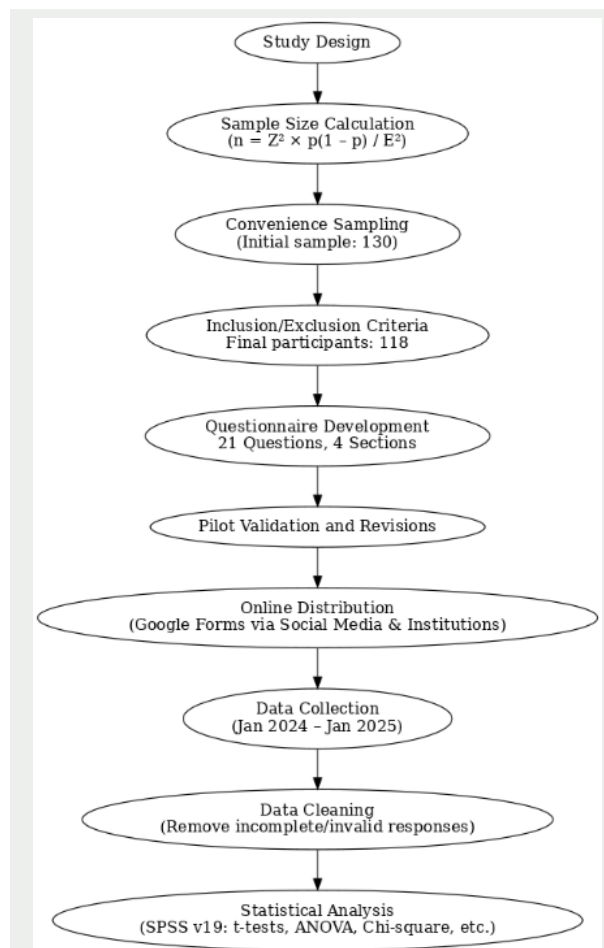 Study Design
Sample Size Calculation
(n = Z² × p(1 – p) / E²)
Convenience Sampling
(Initial sample: 130)
Inclusion/Exclusion Criteria
Final participants: 118
Questionnaire Development
21 Questions, 4 Sections
Pilot Validation and Revisions
Online Distribution
(Google Forms via Social Media & Institutions)
Data Collection
(Jan 2024 – Jan 2025)
Data Cleaning
(Remove incomplete/invalid responses)
Statistical Analysis
(SPSS v19: t-tests, ANOVA, Chi-square, etc.)